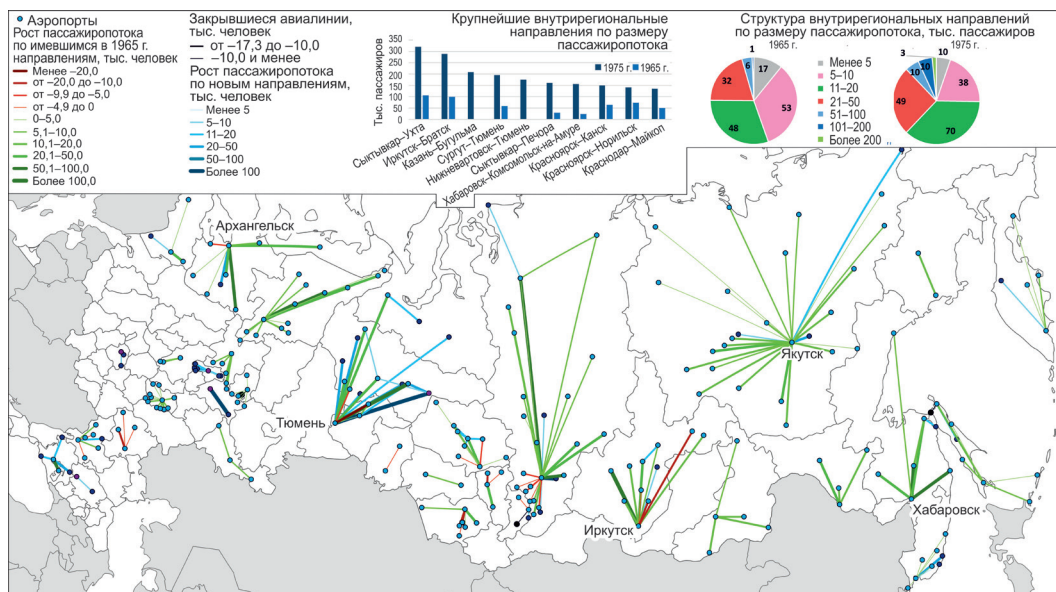 Аэропорты
Рост пассажиропотока
по имевшимся в 1965 г.
направлениям, тыс. человек
Менее –20,0
от –20,0 до –10,0
от –9,9 до –5,0
от –4,9 до 0
0–5,0
5,1–10,0
10,1–20,0
20,1–50,0
50,1–100,0
Более 100,0
Закрывшиеся авиалинии,
тыс. человек
от –17,3 до –10,0
–10,0 и менее
Рост пассажиропотока
по новым направлениям,
тыс. человек
Менее 5
5–10
11–20
20–50
50–100
Более 100
Крупнейшие внутрирегиональные
направления по размеру
пассажиропотока
Тыс. пассажиров
350
300
250
200
150
100
50
0
1975 г.
1965 г.
Сыктывкар–Ухта
Иркутск–Братск
Казань–Бугульма
Сургут–Тюмень
Нижневартовск–Тюмень
Сыктывкар–Печора
Хабаровск–Комсомольск-на-Амуре
Красноярск–Канск
Красноярск–Норильск
Краснодар–Майкоп
Структура внутрирегиональных направлений
по размеру пассажиропотока, тыс. пассажиров
1965 г.
1
6
17
32
53
48
Менее 5
5–10
11–20
21–50
51–100
101–200
Более 200 ,,
1975 г.
3
10
10
10
38
49
70
Архангельск
Тюмень
Иркутск
Якутск
Хабаровск